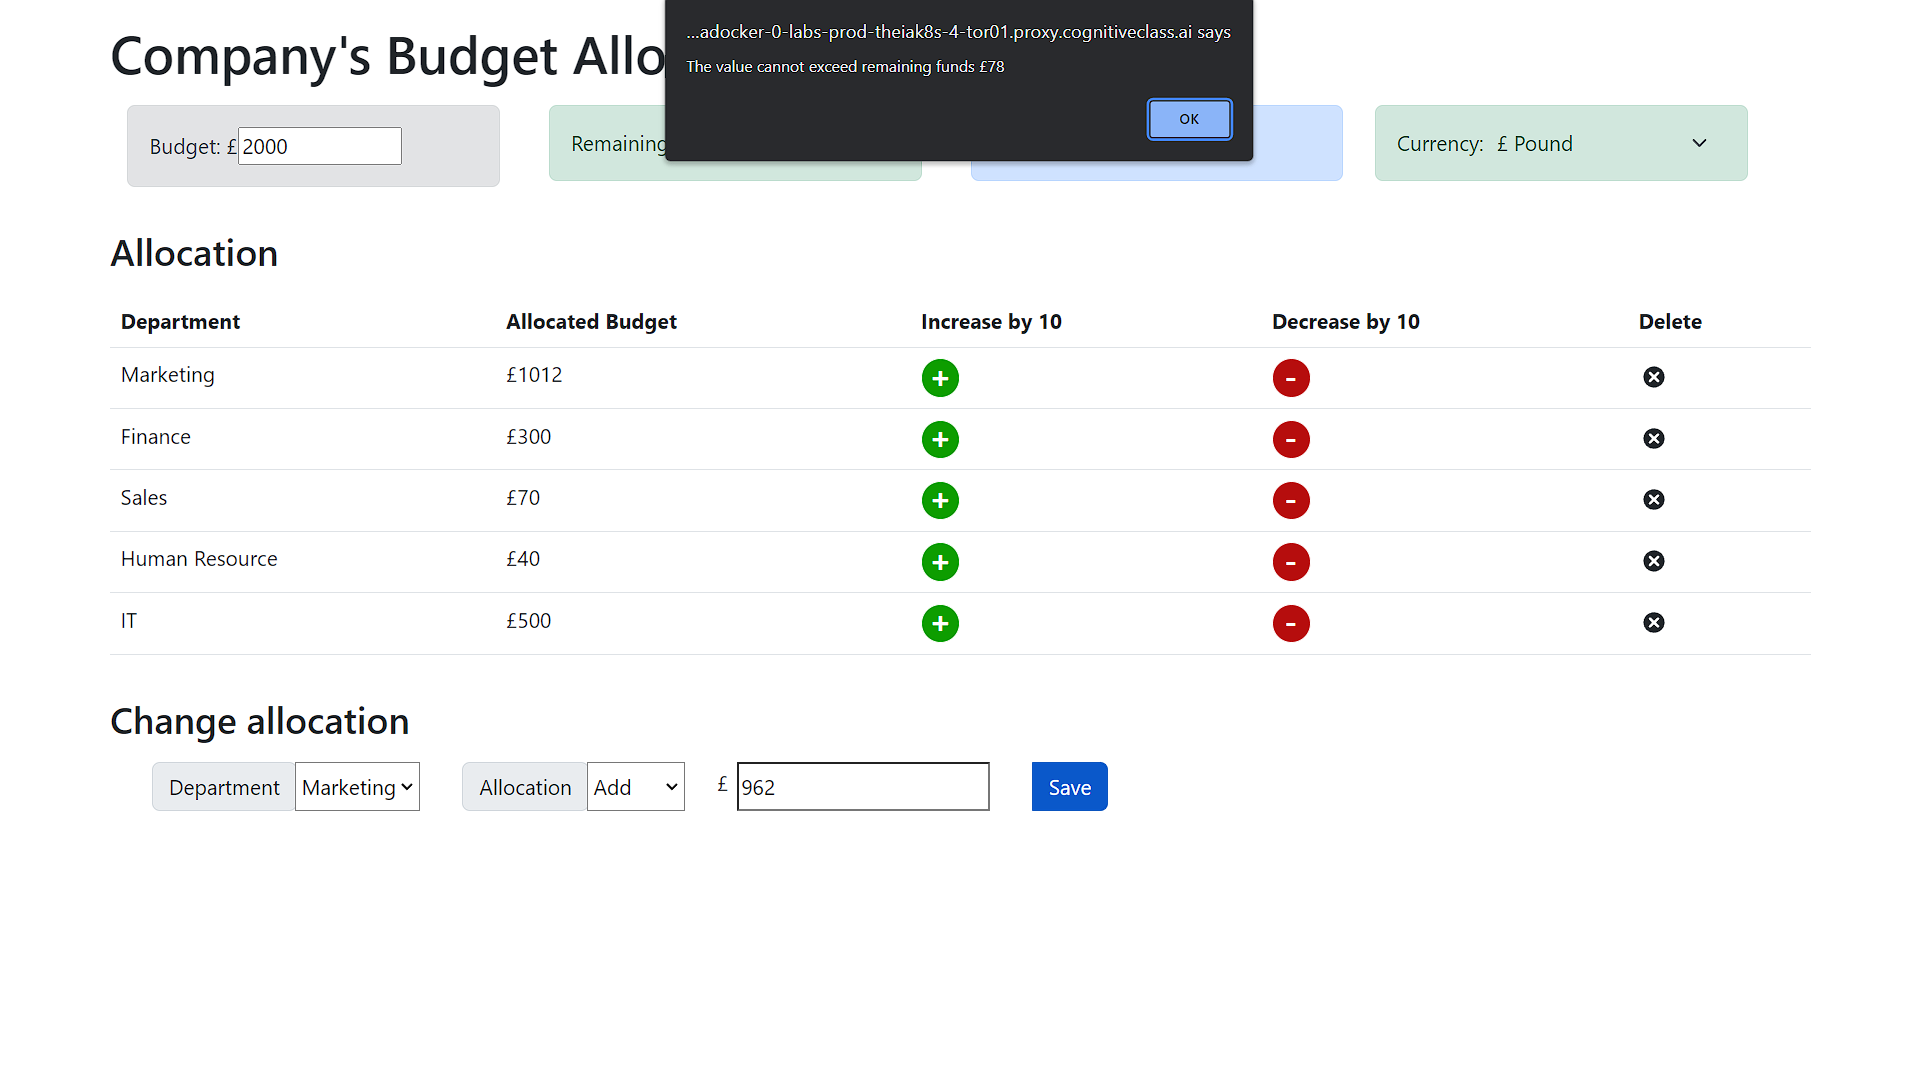 ...adocker-0-labs-prod-theiak8s-4-tor01.proxy.cognitiveclass.ai says
The value cannot exceed remaining funds £78
OK
Company's Budget Allo
Budget: £ 2000
Remaining
Currency: £ Pound
Allocation
Department Allocated Budget Increase by 10 Decrease by 10 Delete
Marketing £1012 + -
Finance £300 + -
Sales £70 + -
Human Resource £40 + -
IT £500 + -
Change allocation
Department Marketing Allocation Add £ 962 Save